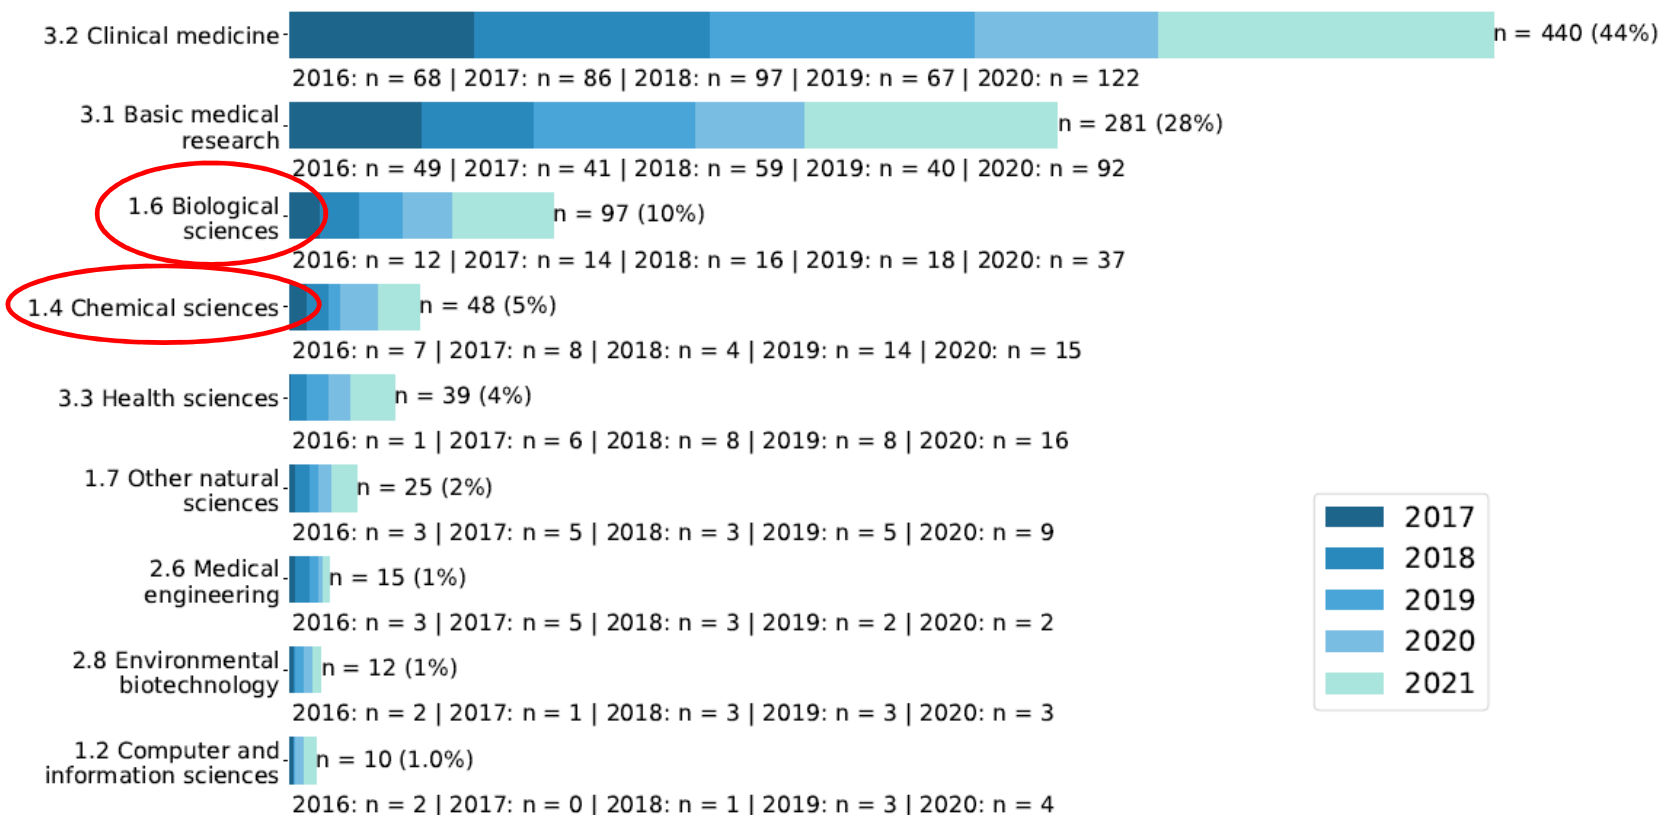 3.2 Clinical medicine
n = 440 (44%)
2016: n = 68 | 2017: n = 86 | 2018: n = 97 | 2019: n = 67 | 2020: n = 122
3.1 Basic medical
research
n = 281 (28%)
2016: n = 49 | 2017: n = 41 | 2018: n = 59 | 2019: n = 40 | 2020: n = 92
1.6 Biological
sciences
n = 97 (10%)
2016: n = 12 | 2017: n = 14 | 2018: n = 16 | 2019: n = 18 | 2020: n = 37
1.4 Chemical sciences
n = 48 (5%)
2016: n = 7 | 2017: n = 8 | 2018: n = 4 | 2019: n = 14 | 2020: n = 15
3.3 Health sciences
n = 39 (4%)
2016: n = 1 | 2017: n = 6 | 2018: n = 8 | 2019: n = 8 | 2020: n = 16
1.7 Other natural
sciences
n = 25 (2%)
2016: n = 3 | 2017: n = 5 | 2018: n = 3 | 2019: n = 5 | 2020: n = 9
2.6 Medical
engineering
n = 15 (1%)
2016: n = 3 | 2017: n = 5 | 2018: n = 3 | 2019: n = 2 | 2020: n = 2
2.8 Environmental
biotechnology
n = 12 (1%)
2016: n = 2 | 2017: n = 1 | 2018: n = 3 | 2019: n = 3 | 2020: n = 3
1.2 Computer and
information sciences
n = 10 (1.0%)
2016: n = 2 | 2017: n = 0 | 2018: n = 1 | 2019: n = 3 | 2020: n = 4
2017
2018
2019
2020
2021